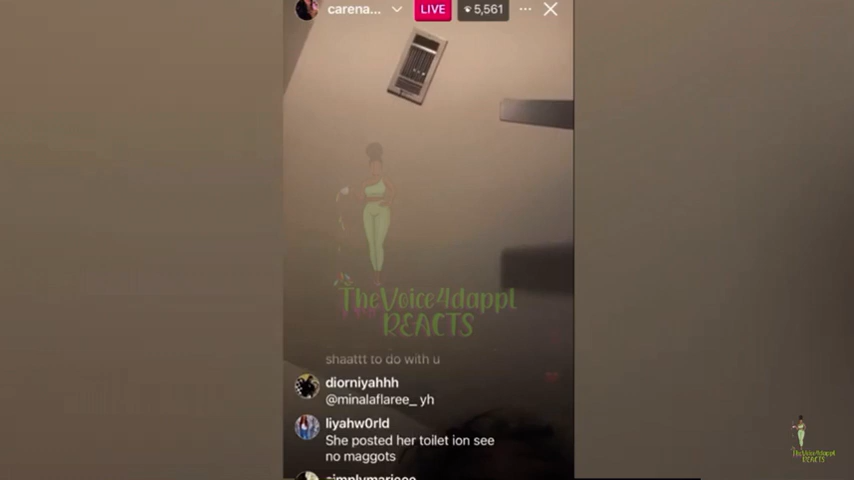 carena...
LIVE
5,561
TheVoice4dappl
REACTS
shaattt to do with u
diorniyahhh
@minalaflaree_ yh
liyahw0rld
She posted her toilet ion see
no maggots
simplymarieee
TheVoice4dappl
REACTS